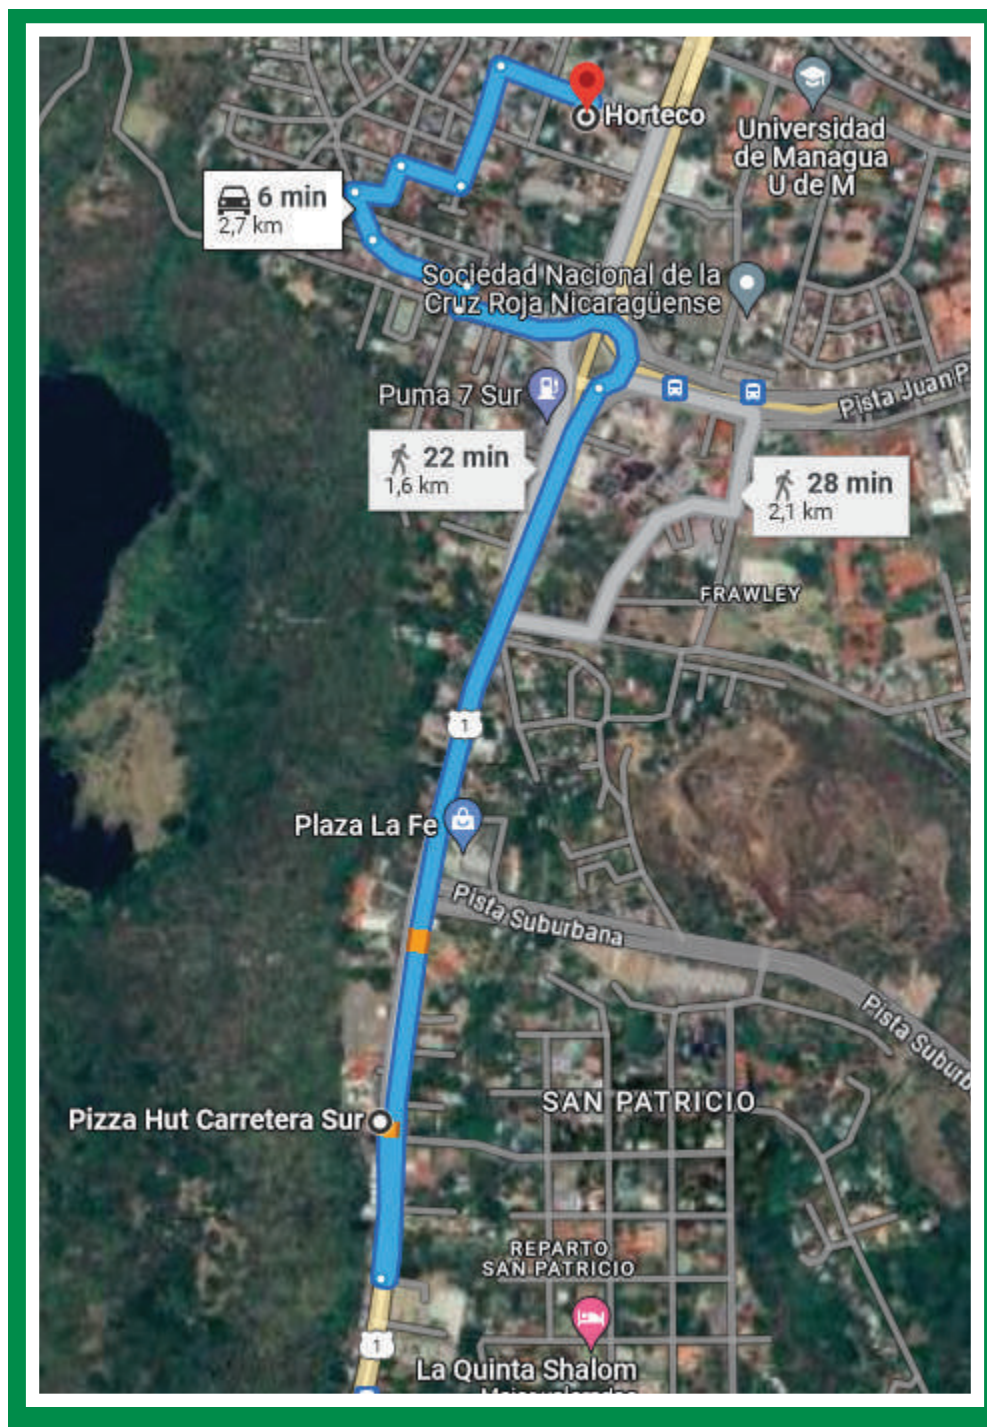 Horteco
Universidad
de Managua
U de M
6 min
2,7 km
Sociedad Nacional de la
Cruz Roja Nicaragüense
Puma 7 Sur
Pista Juan P
22 min
1,6 km
28 min
2,1 km
FRAWLEY
1
Plaza La Fe
Pista Suburbana
Pista Suburb
SAN PATRICIO
Pizza Hut Carretera Sur
REPARTO
SAN PATRICIO
1
La Quinta Shalom